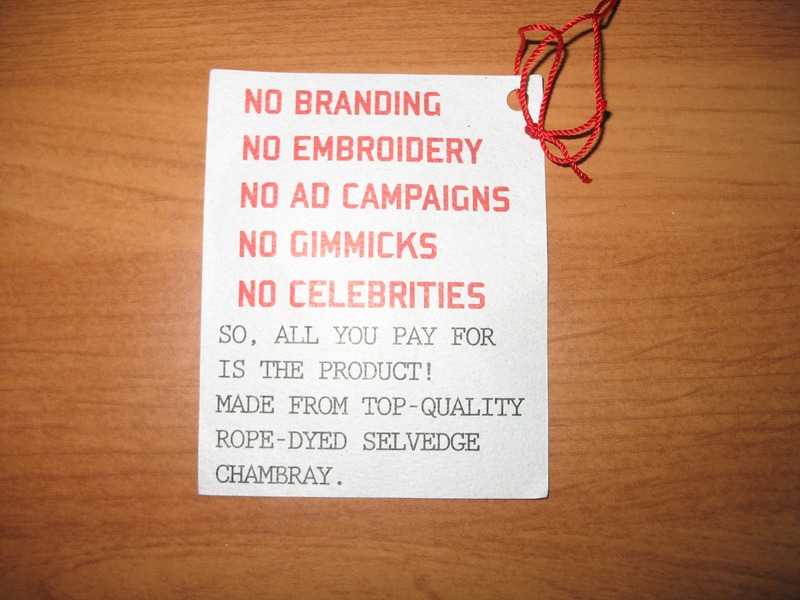 NO BRANDING
NO EMBROIDERY
NO AD CAMPAIGNS
NO GIMMICKS
NO CELEBRITIES
SO, ALL YOU PAY FOR
IS THE PRODUCT!
MADE FROM TOP-QUALITY
ROPE-DYED SELVEDGE
CHAMBRAY.